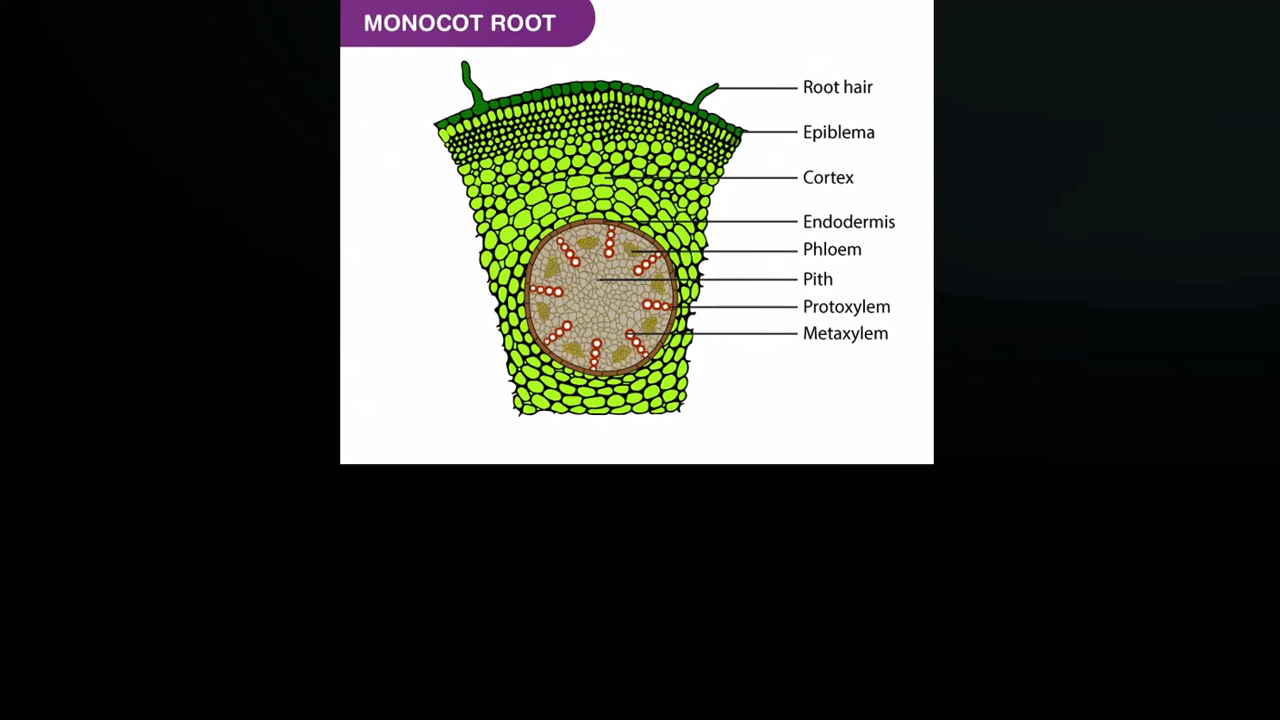 MONOCOT ROOT
Root hair
Epiblema
Cortex
Endodermis
Phloem
Pith
Protoxylem
Metaxylem